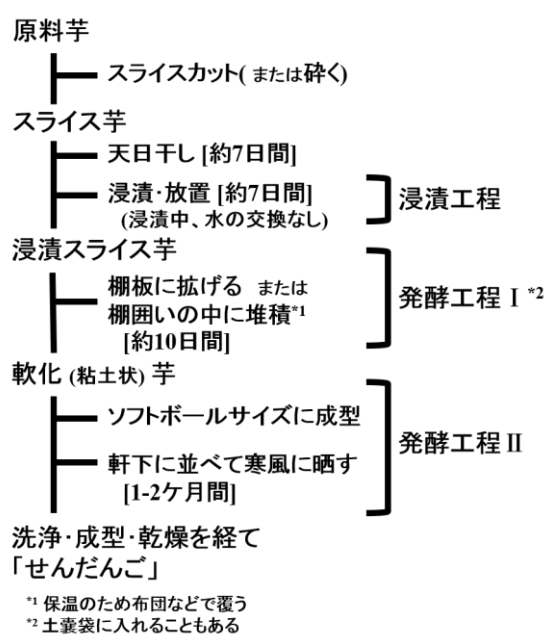 原料芋
スライスカット( または砕く)
スライス芋
天日干し [約7日間]
浸漬・放置 [約7日間]
(浸漬中、水の交換なし)
浸漬工程
浸漬スライス芋
棚板に拡げる または
棚囲いの中に堆積*1
[約10日間]
発酵工程Ⅰ*2
軟化 (粘土状) 芋
ソフトボールサイズに成型
軒下に並べて寒風に晒す
[1-2ケ月間]
発酵工程Ⅱ
洗浄・成型・乾燥を経て
「せんだんご」
*1 保温のため布団などで覆う
*2 土嚢袋に入れることもある